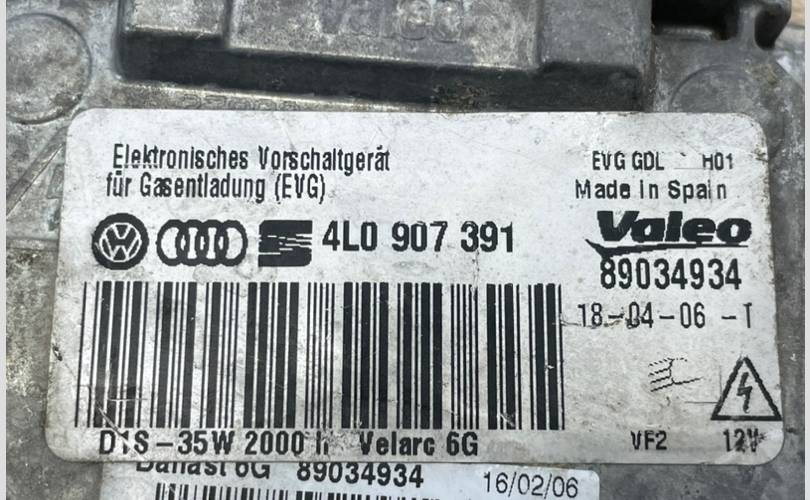 Valeo
Elektronisches Vorschaltgerät
für Gasentladung (EVG)
EVG GDL H01
Made In Spain
4L0 907 391
Valeo
89034934
18-04-06 -T
D1S-35W 2000 h Velarc 6G
VF2 12V
Ballast 6G 89034934
16/02/06